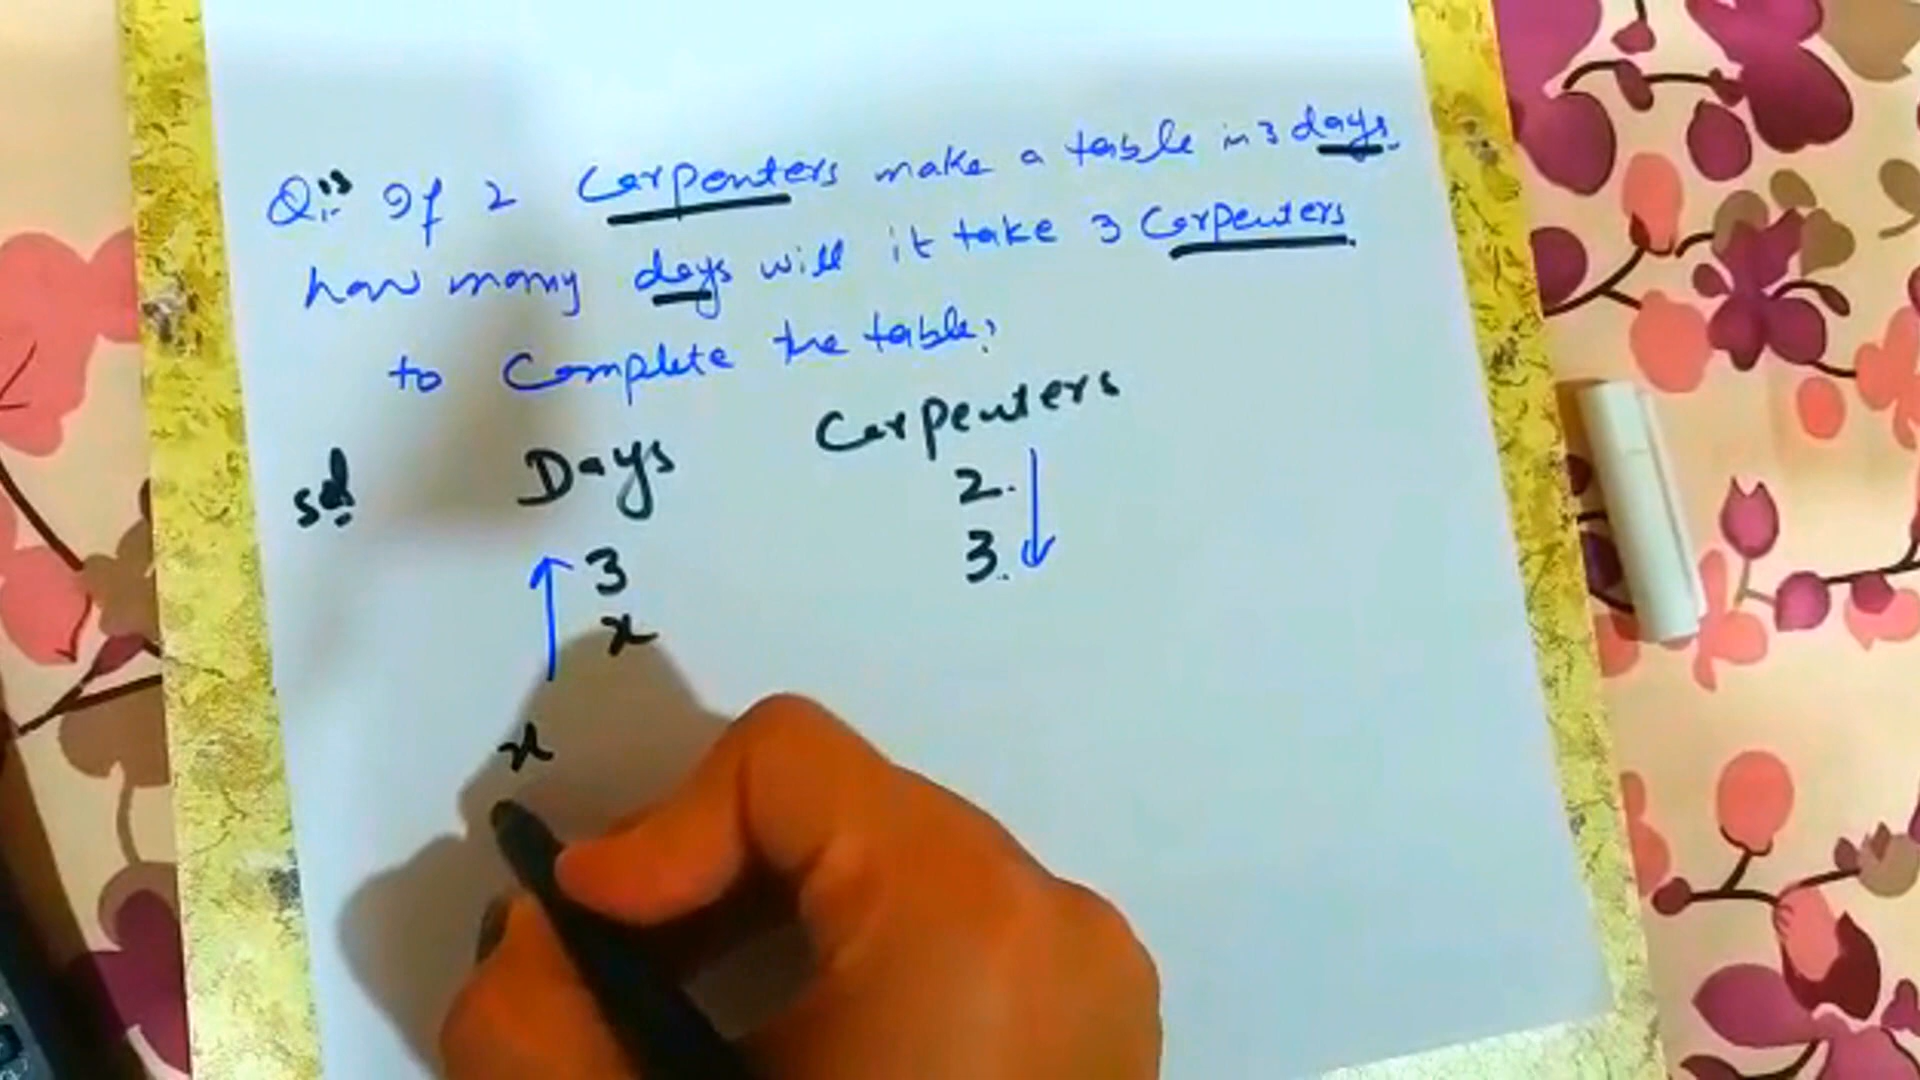 Q:- If 2 Carpenters make a table in 3 days.
how many days will it take 3 Carpenters
to Complete the table?
Sol Days Carpenters
3 2.
x 3.
x